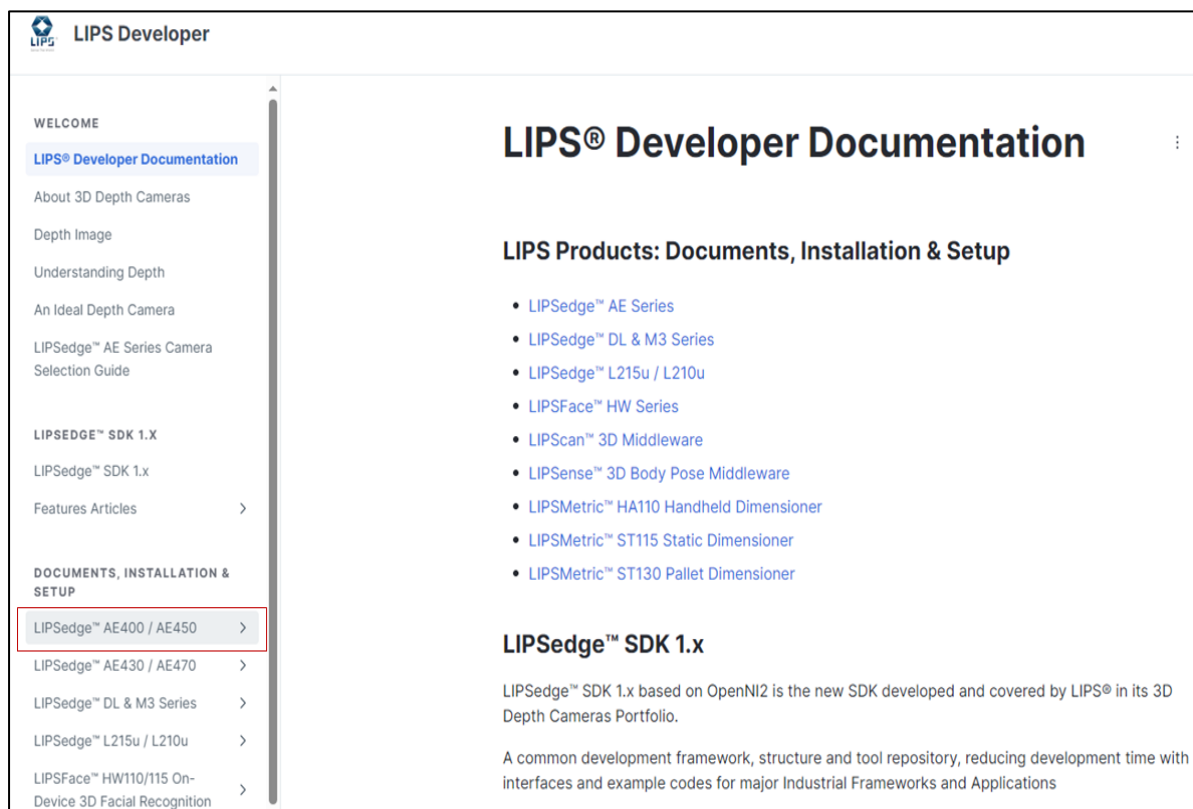 LIPS
LIPS Developer
WELCOME
LIPS® Developer Documentation
About 3D Depth Cameras
Depth Image
Understanding Depth
An Ideal Depth Camera
LIPSedge™ AE Series Camera
Selection Guide
LIPSEDGE™ SDK 1.X
LIPSedge™ SDK 1.x
Features Articles
DOCUMENTS, INSTALLATION &
SETUP
LIPSedge™ AE400 / AE450
LIPSedge™ AE430 / AE470
LIPSedge™ DL & M3 Series
LIPSedge™ L215u / L210u
LIPSFace™ HW110/115 On-
Device 3D Facial Recognition
LIPS® Developer Documentation
LIPS Products: Documents, Installation & Setup
• LIPSedge™ AE Series
• LIPSedge™ DL & M3 Series
• LIPSedge™ L215u / L210u
• LIPSFace™ HW Series
• LIPScan™ 3D Middleware
• LIPSense™ 3D Body Pose Middleware
• LIPSMetric™ HA110 Handheld Dimensioner
• LIPSMetric™ ST115 Static Dimensioner
• LIPSMetric™ ST130 Pallet Dimensioner
LIPSedge™ SDK 1.x
LIPSedge™ SDK 1.x based on OpenNI2 is the new SDK developed and covered by LIPS® in its 3D
Depth Cameras Portfolio.
A common development framework, structure and tool repository, reducing development time with
interfaces and example codes for major Industrial Frameworks and Applications